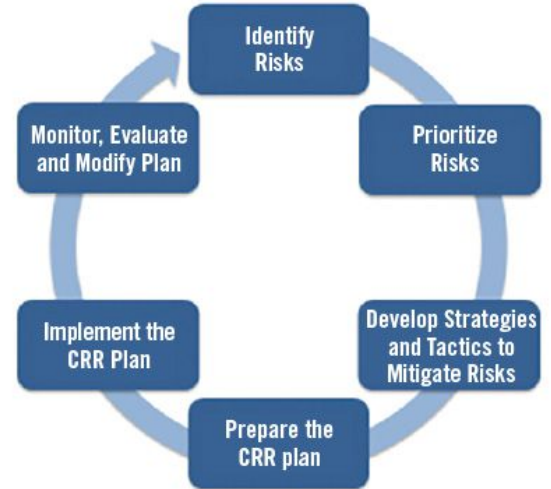 Identify
Risks
Prioritize
Risks
Develop Strategies
and Tactics to
Mitigate Risks
Prepare the
CRR plan
Implement the
CRR Plan
Monitor, Evaluate
and Modify Plan